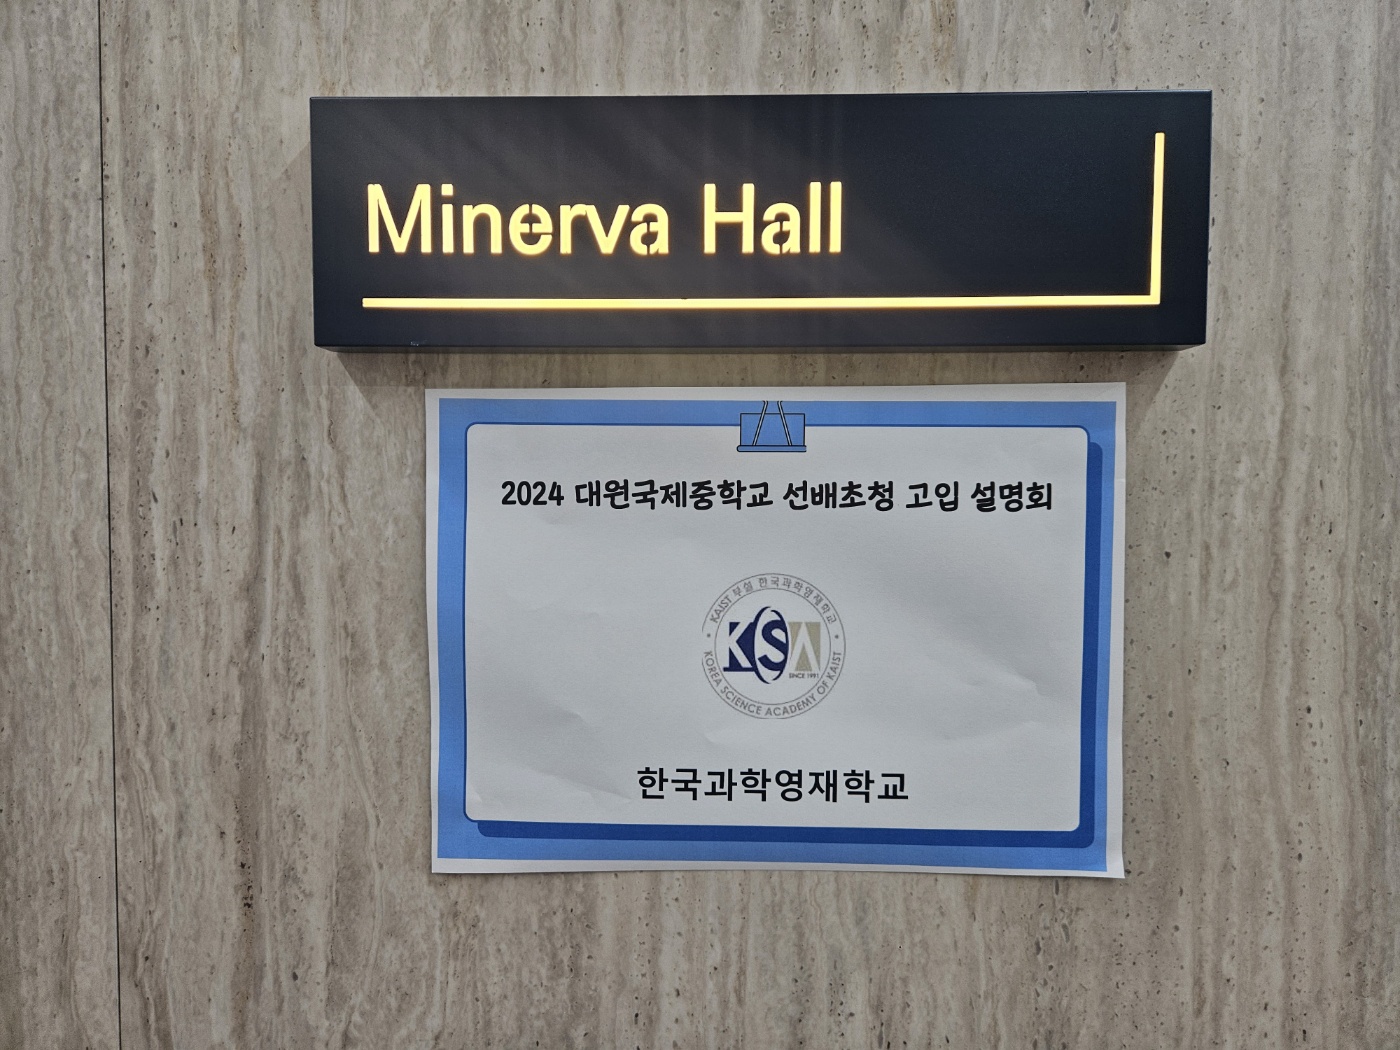 Minerva Hall
2024 대원국제중학교 선배초청 고입 설명회
KAIST 부설 한국과학영재학교
KSA
SINCE 1991
KOREA SCIENCE ACADEMY OF KAIST
한국과학영재학교